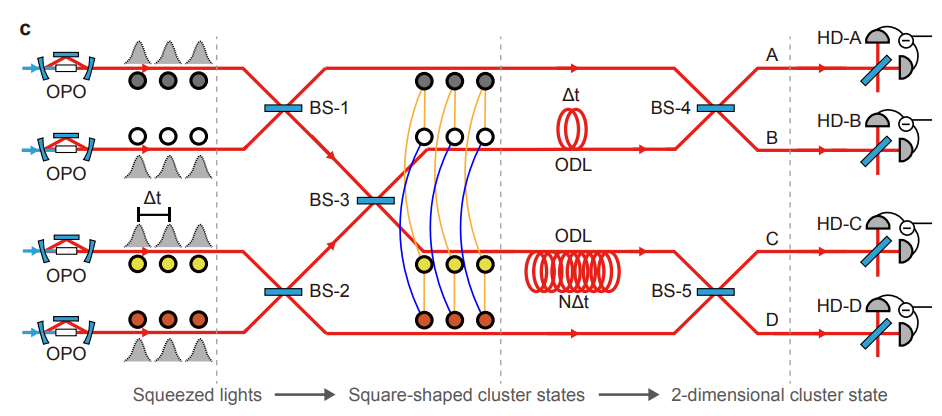 c
OPO
OPO
OPO
OPO
Δt
BS-1
BS-2
BS-3
Δt
ODL
ODL
NΔt
BS-4
BS-5
A
B
C
D
HD-A
HD-B
HD-C
HD-D
Squeezed lights
Square-shaped cluster states
2-dimensional cluster state